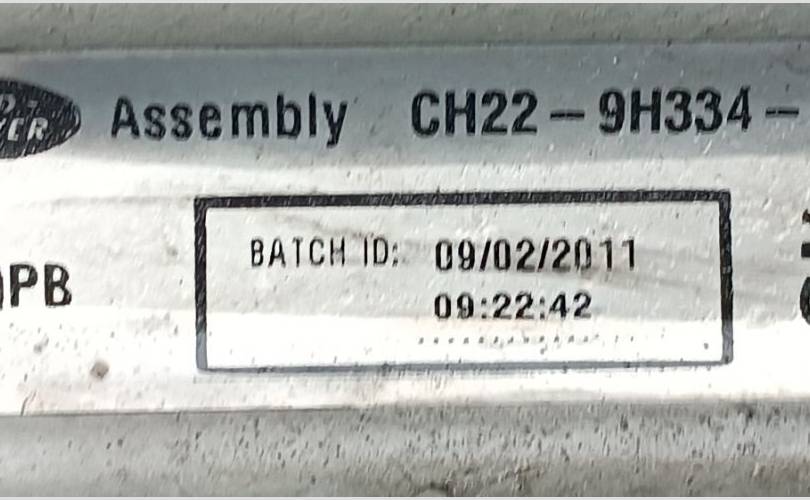 Assembly CH22-9H334-
PB
BATCH ID: 09/02/2011
09:22:42